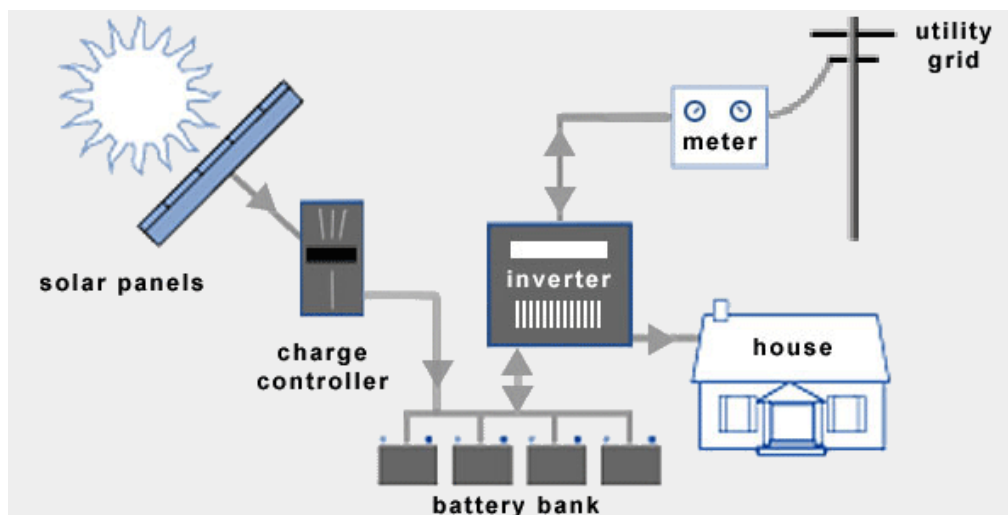 utility
grid
meter
inverter
solar panels
house
charge
controller
battery bank